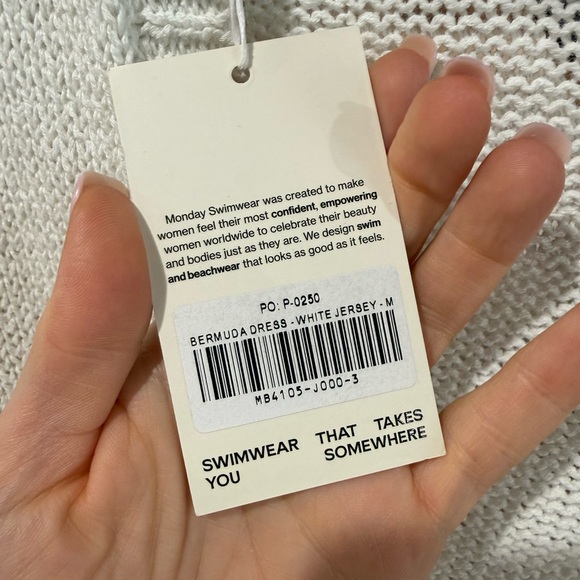 Monday Swimwear was created to make
women feel their most confident, empowering
women worldwide to celebrate their beauty
and bodies just as they are. We design swim
and beachwear that looks as good as it feels.
PO: P-0250
BERMUDA DRESS - WHITE JERSEY - M
MB4105-J000-3
SWIMWEAR THAT TAKES
YOU SOMEWHERE